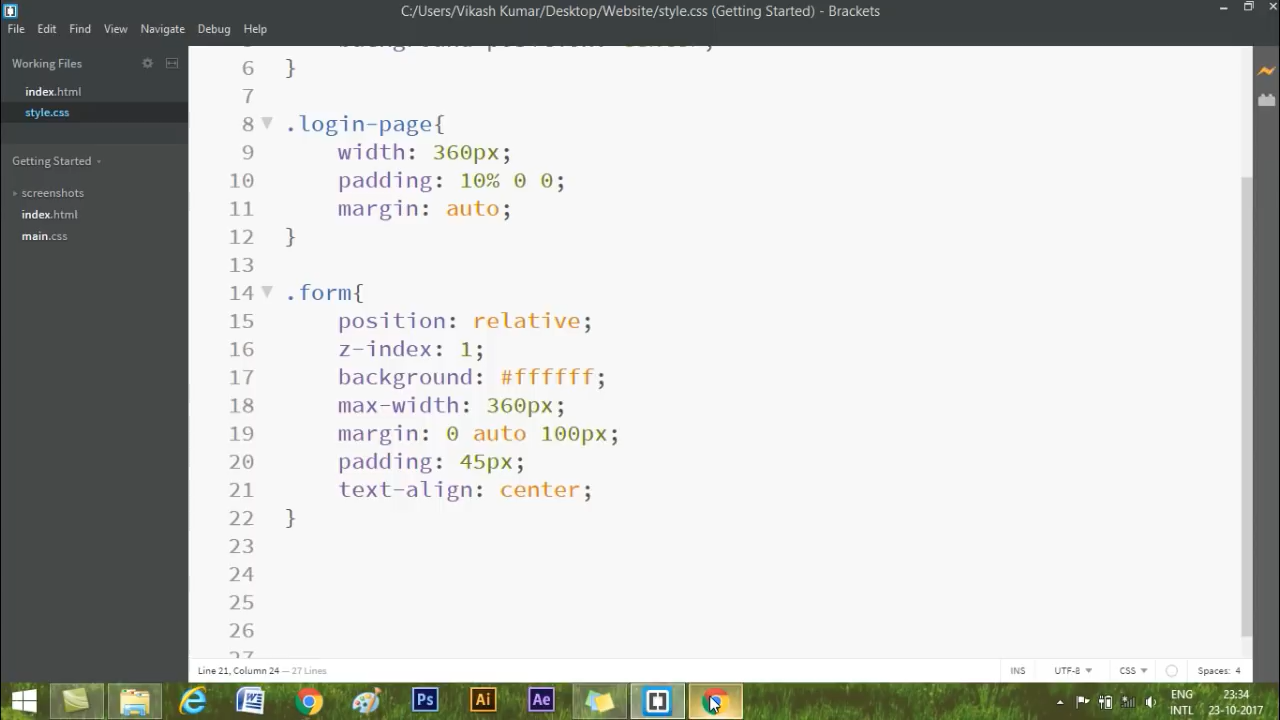 C:/Users/Vikash Kumar/Desktop/Website/style.css (Getting Started) - Brackets
File Edit Find View Navigate Debug Help
Working Files
index.html
style.css
Getting Started
screenshots
index.html
main.css
6 }
7
8 .login-page{
9 width: 360px;
10 padding: 10% 0 0;
11 margin: auto;
12 }
13
14 .form{
15 position: relative;
16 z-index: 1;
17 background: #ffffff;
18 max-width: 360px;
19 margin: 0 auto 100px;
20 padding: 45px;
21 text-align: center;
22 }
23
24
25
26
27
Line 21, Column 24 — 27 Lines
INS UTF-8 CSS Spaces: 4
Ps Ai Ae
ENG
INTL
23:34
23-10-2017